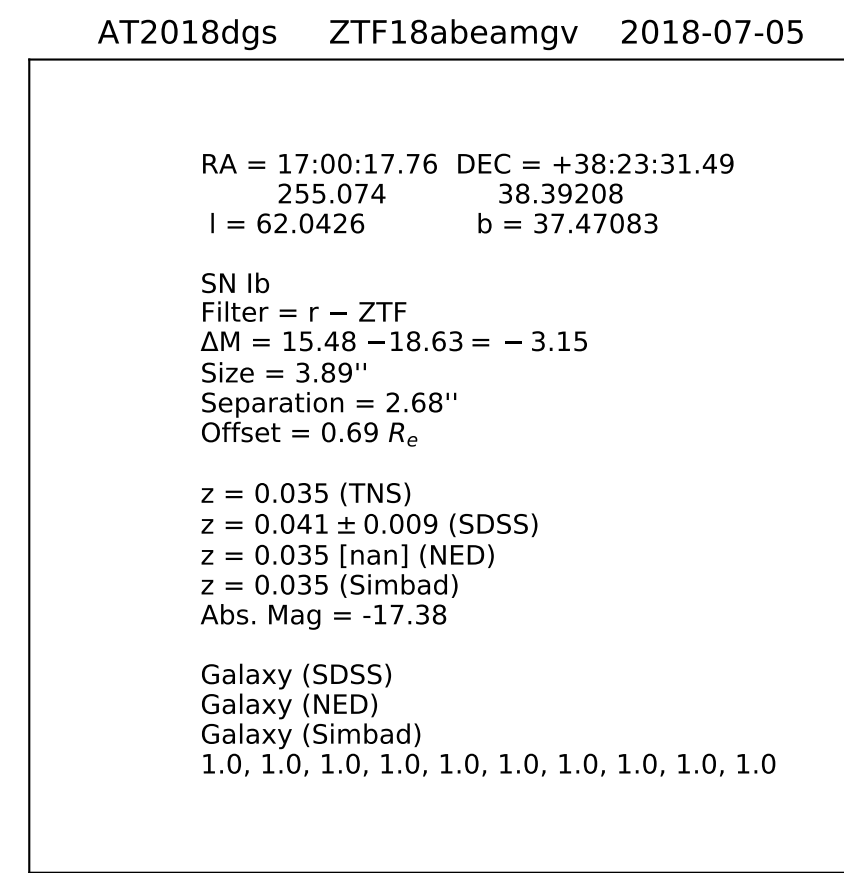 AT2018dgs ZTF18abeamgv 2018-07-05
RA = 17:00:17.76 DEC = +38:23:31.49
255.074 38.39208
l = 62.0426 b = 37.47083
SN Ib
Filter = r − ZTF
ΔM = 15.48 −18.63 = − 3.15
Size = 3.89''
Separation = 2.68''
Offset = 0.69 Re
z = 0.035 (TNS)
z = 0.041 ± 0.009 (SDSS)
z = 0.035 [nan] (NED)
z = 0.035 (Simbad)
Abs. Mag = -17.38
Galaxy (SDSS)
Galaxy (NED)
Galaxy (Simbad)
1.0, 1.0, 1.0, 1.0, 1.0, 1.0, 1.0, 1.0, 1.0, 1.0